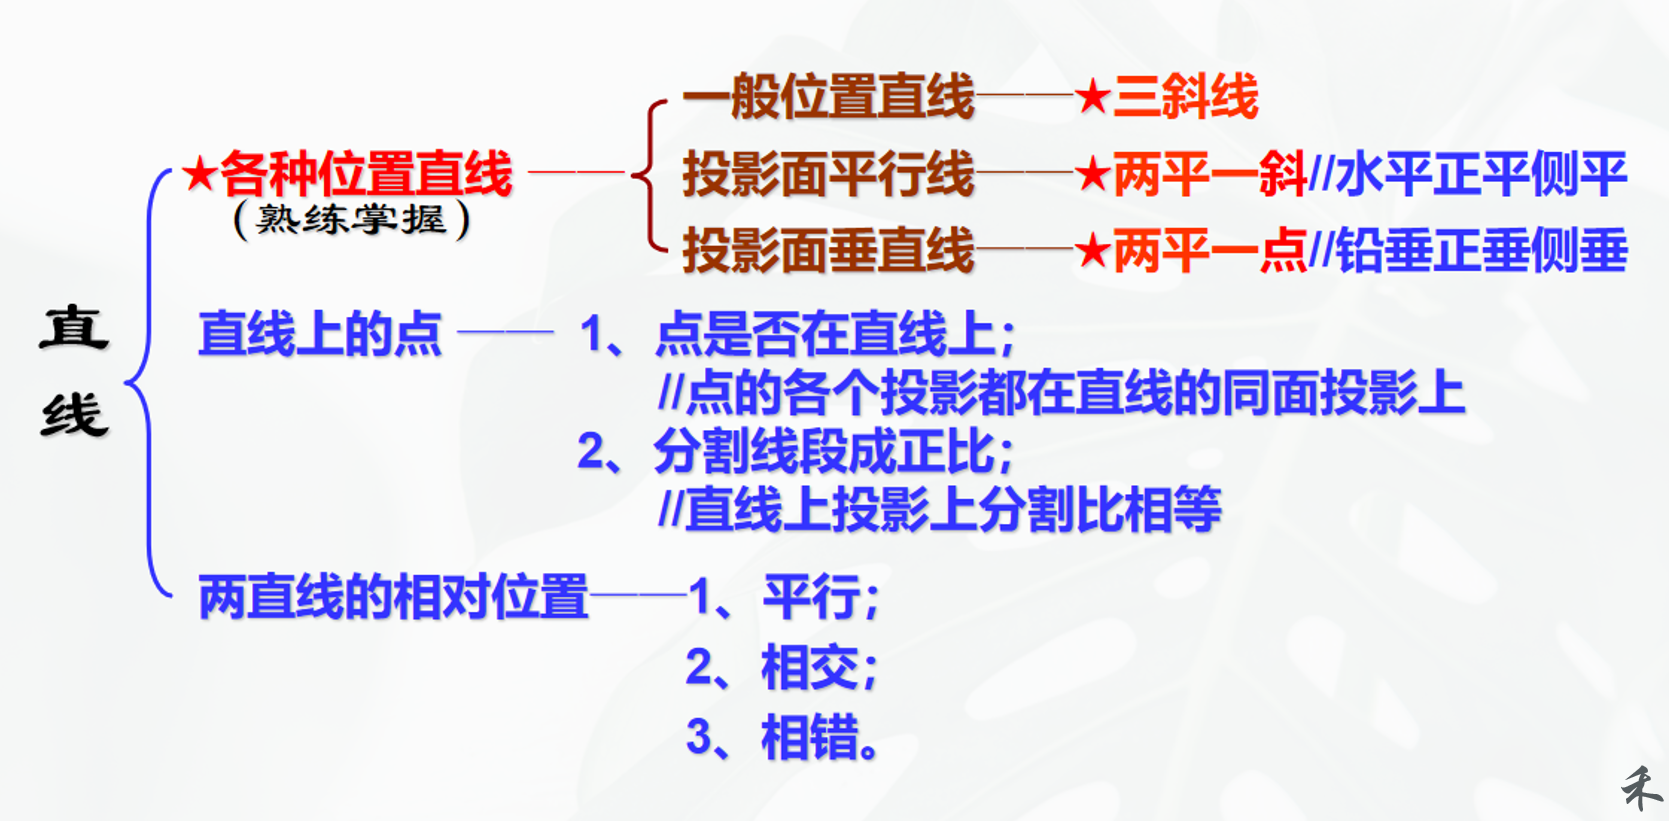 直线
★各种位置直线
(熟练掌握)
一般位置直线——★三斜线
投影面平行线——★两平一斜//水平正平侧平
投影面垂直线——★两平一点//铅垂正垂侧垂
直线上的点 —— 1、点是否在直线上;
//点的各个投影都在直线的同面投影上
2、分割线段成正比;
//直线上投影上分割比相等
两直线的相对位置——1、平行;
2、相交;
3、相错。
禾